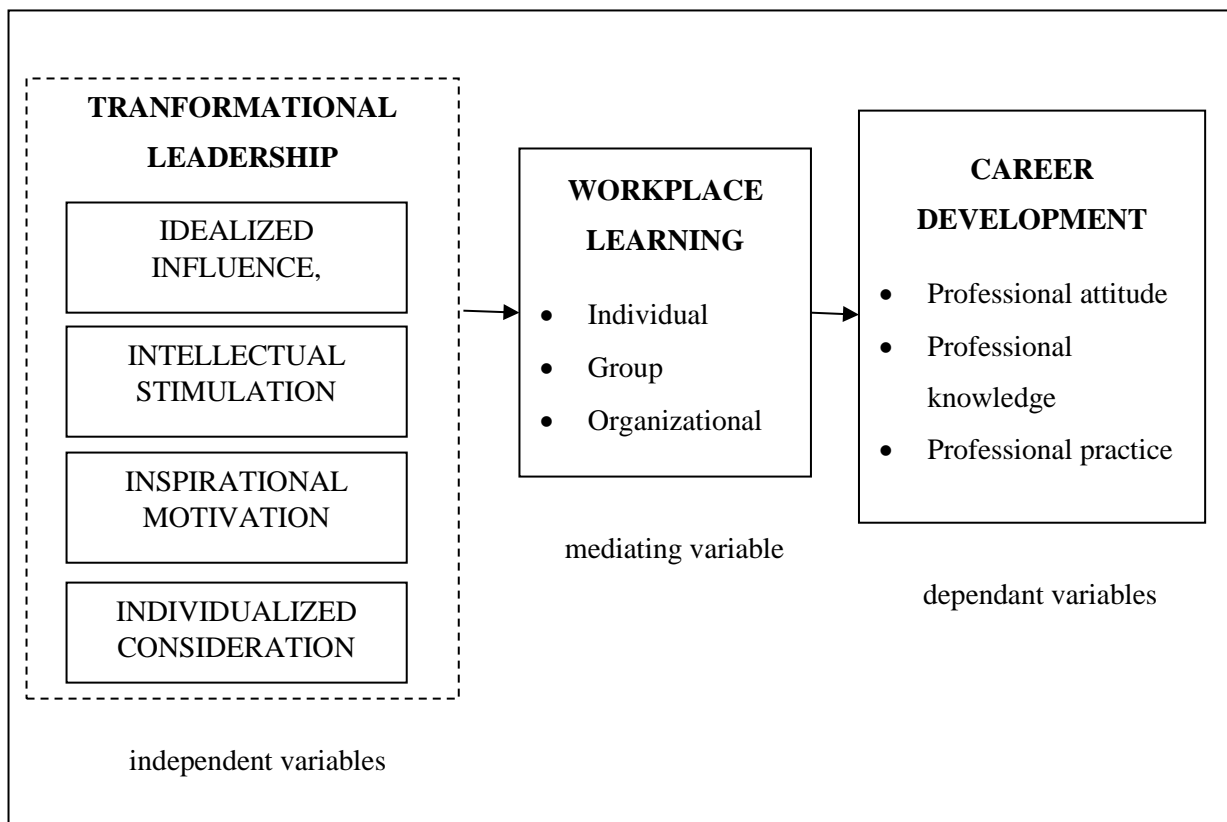 TRANFORMATIONAL
LEADERSHIP
IDEALIZED
INFLUENCE,
INTELLECTUAL
STIMULATION
INSPIRATIONAL
MOTIVATION
INDIVIDUALIZED
CONSIDERATION
independent variables
WORKPLACE
LEARNING
• Individual
• Group
• Organizational
mediating variable
CAREER
DEVELOPMENT
• Professional attitude
• Professional
knowledge
• Professional practice
dependant variables